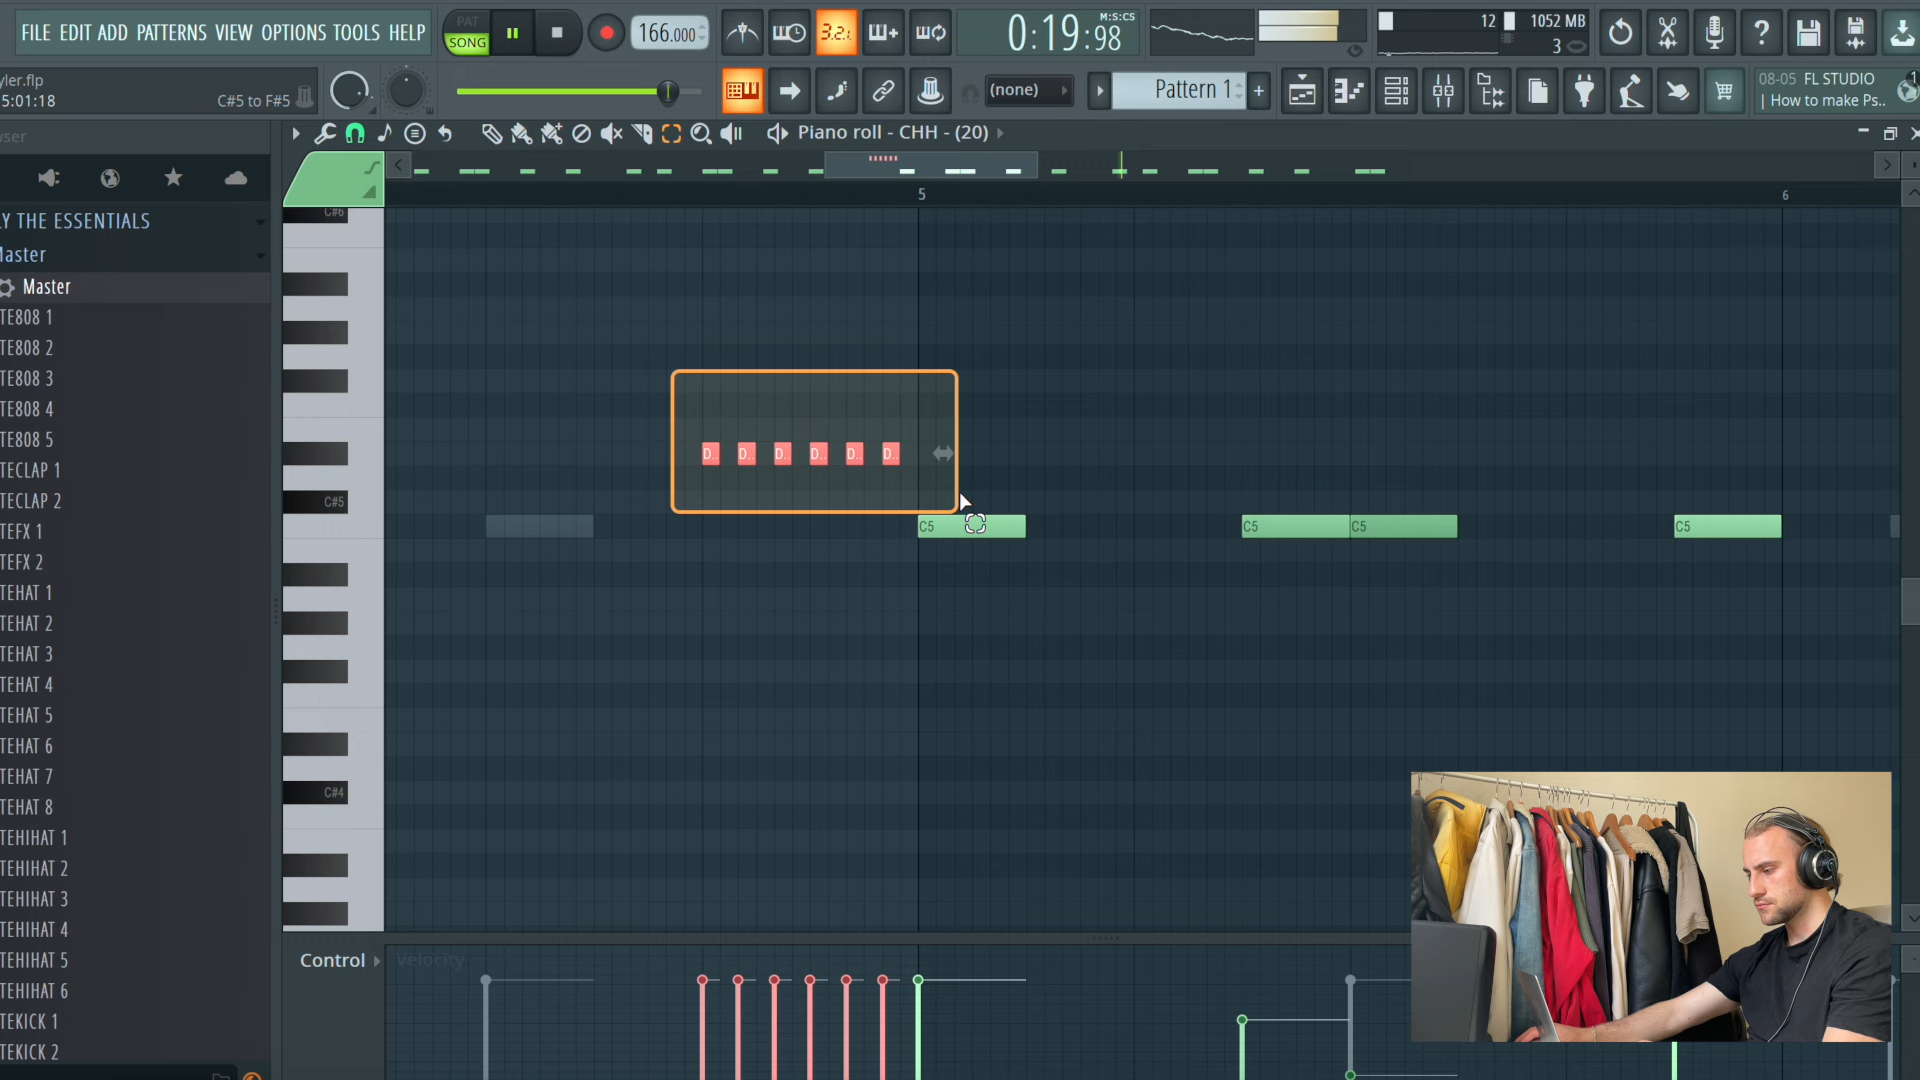 FILE EDIT ADD PATTERNS VIEW OPTIONS TOOLS HELP
PAT
SONG
166.000
3.2.
0:19:98
M:S:CS
12
1052 MB
3
yler.flp
5:01:18
C#5 to F#5
(none)
Pattern 1
+
08-05 FL STUDIO
| How to make Ps..
1
wser
Piano roll - CHH - (20)
Y THE ESSENTIALS
Master
Master
TE808 1
TE808 2
TE808 3
TE808 4
TE808 5
TECLAP 1
TECLAP 2
TEFX 1
TEFX 2
TEHAT 1
TEHAT 2
TEHAT 3
TEHAT 4
TEHAT 5
TEHAT 6
TEHAT 7
TEHAT 8
TEHIHAT 1
TEHIHAT 2
TEHIHAT 3
TEHIHAT 4
TEHIHAT 5
TEHIHAT 6
TEKICK 1
TEKICK 2
5
6
C#6
C#5
C#4
D.. D.. D.. D.. D.. D..
C5
C5
C5
C5
Control
Velocity